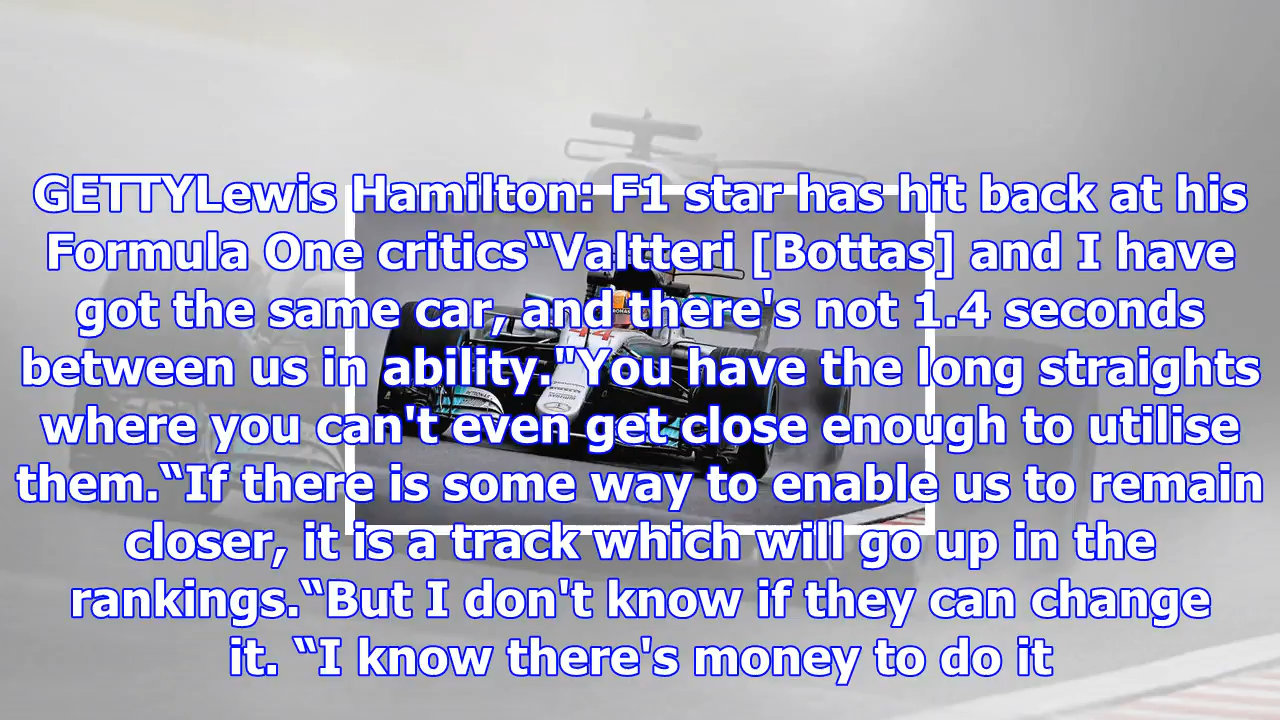 GETTYLewis Hamilton: F1 star has hit back at his
Formula One critics“Valtteri [Bottas] and I have
got the same car, and there's not 1.4 seconds
between us in ability."You have the long straights
where you can't even get close enough to utilise
them.“If there is some way to enable us to remain
closer, it is a track which will go up in the
rankings.“But I don't know if they can change
it. “I know there's money to do it
44